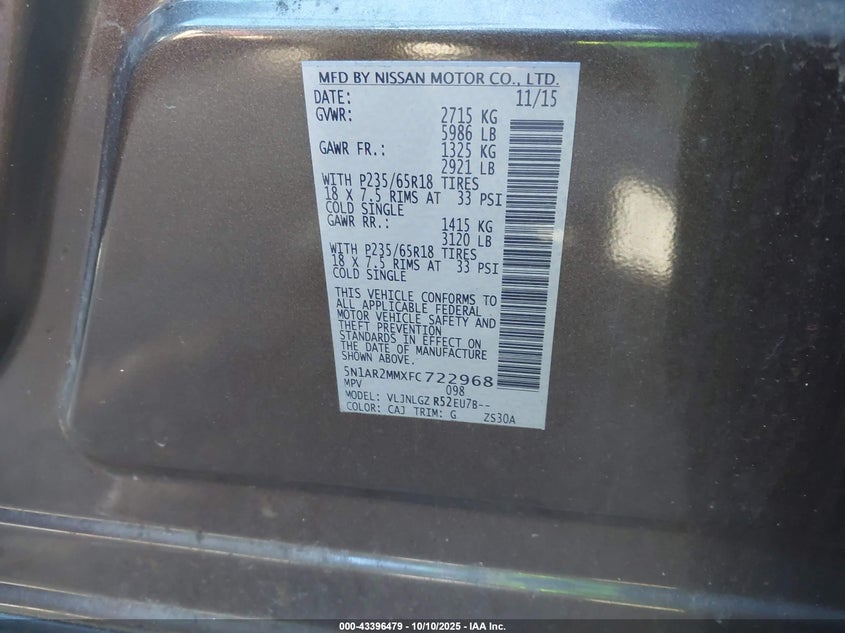 MFD BY NISSAN MOTOR CO., LTD.
DATE: 11/15
GVWR: 2715 KG
5986 LB
GAWR FR.: 1325 KG
2921 LB
WITH P235/65R18 TIRES
18 X 7.5 RIMS AT 33 PSI
COLD SINGLE
GAWR RR.: 1415 KG
3120 LB
WITH P235/65R18 TIRES
18 X 7.5 RIMS AT 33 PSI
COLD SINGLE
THIS VEHICLE CONFORMS TO
ALL APPLICABLE FEDERAL
MOTOR VEHICLE SAFETY AND
THEFT PREVENTION
STANDARDS IN EFFECT ON
THE DATE OF MANUFACTURE
SHOWN ABOVE.
5N1AR2MMXFC722968
MPV 098
MODEL: VLJNLGZ R52EU7B--
COLOR: CAJ TRIM: G ZS30A
000-43396479 - 10/10/2025 - IAA Inc.